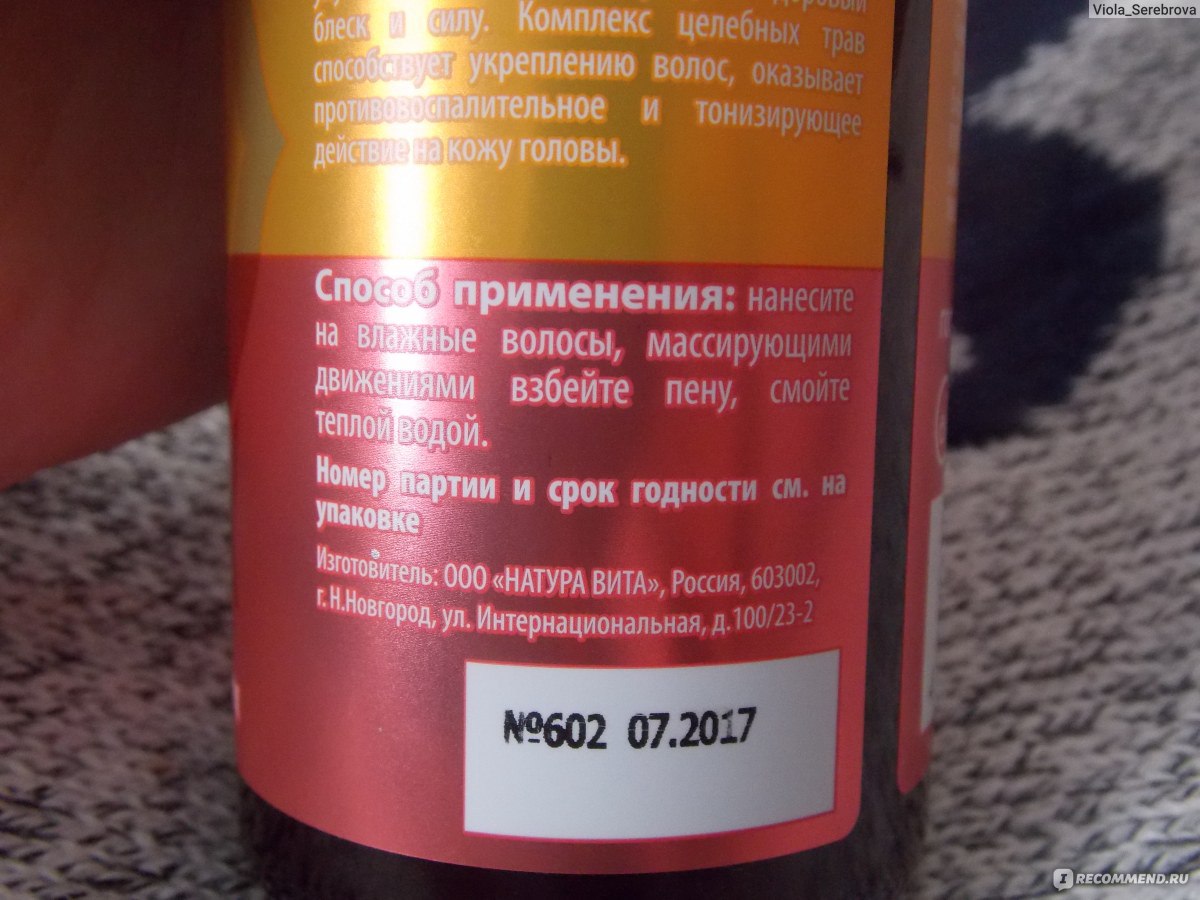 Viola_Serebrova
блеск и силу. Комплекс целебных трав
способствует укреплению волос, оказывает
противовоспалительное и тонизирующее
действие на кожу головы.
Способ применения: нанесите
на влажные волосы, массирующими
движениями взбейте пену, смойте
теплой водой.
Номер партии и срок годности см. на
упаковке
Изготовитель: ООО «НАТУРА ВИТА», Россия, 603002,
г. Н.Новгород, ул. Интернациональная, д.100/23-2
№602 07.2017
IRECOMMEND.RU